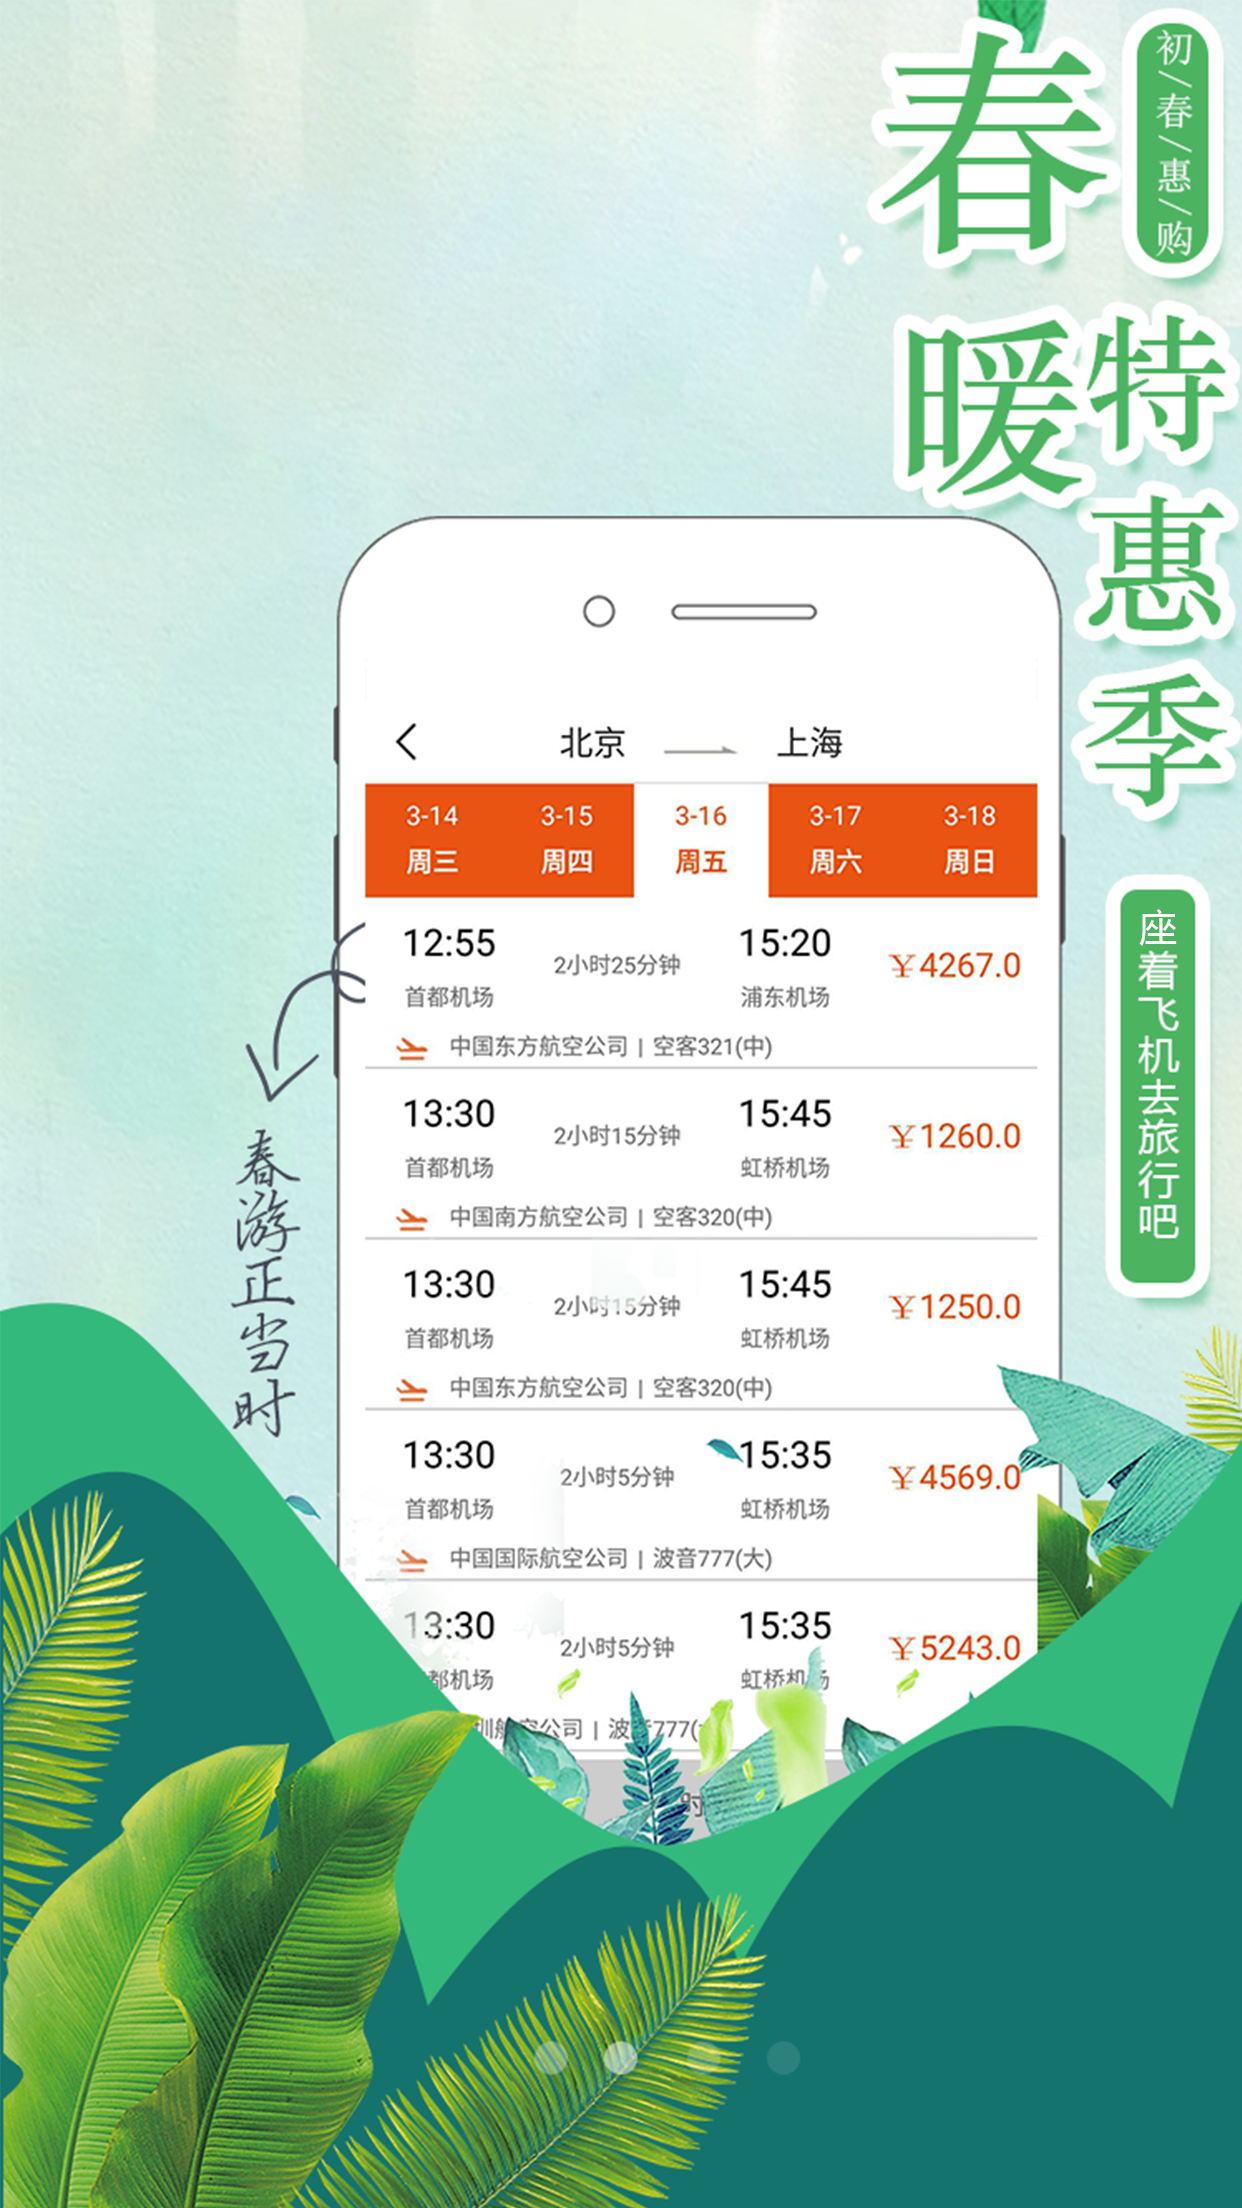 初/春/惠/购
春暖
特惠季
座着飞机去旅行吧
春游正当时
北京 上海
3-14 3-15 3-16 3-17 3-18
周三 周四 周五 周六 周日
12:55 2小时25分钟 15:20 ¥4267.0
首都机场 浦东机场
中国东方航空公司 | 空客321(中)
13:30 2小时15分钟 15:45 ¥1260.0
首都机场 虹桥机场
中国南方航空公司 | 空客320(中)
13:30 2小时15分钟 15:45 ¥1250.0
首都机场 虹桥机场
中国东方航空公司 | 空客320(中)
13:30 2小时5分钟 15:35 ¥4569.0
首都机场 虹桥机场
中国国际航空公司 | 波音777(大)
13:30 2小时5分钟 15:35 ¥5243.0
都机场 虹桥机场
圳航空公司 | 波音777(
时